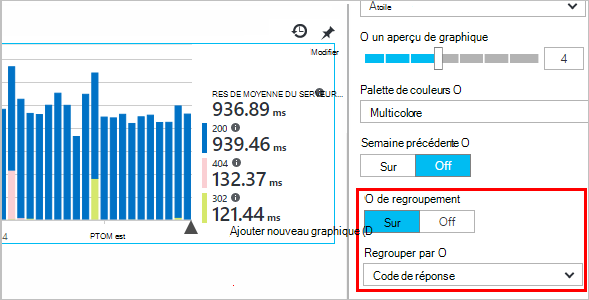 Modifier
RES DE MOYENNE DU SERVEUR...
936.89 ms
200
939.46 ms
404
132.37 ms
302
121.44 ms
4
PTOM est
Ajouter nouveau graphique (D
Atoile
O un aperçu de graphique
4
Palette de couleurs O
Multicolore
Semaine précédente O
Sur Off
O de regroupement
Sur Off
Regrouper par O
Code de réponse